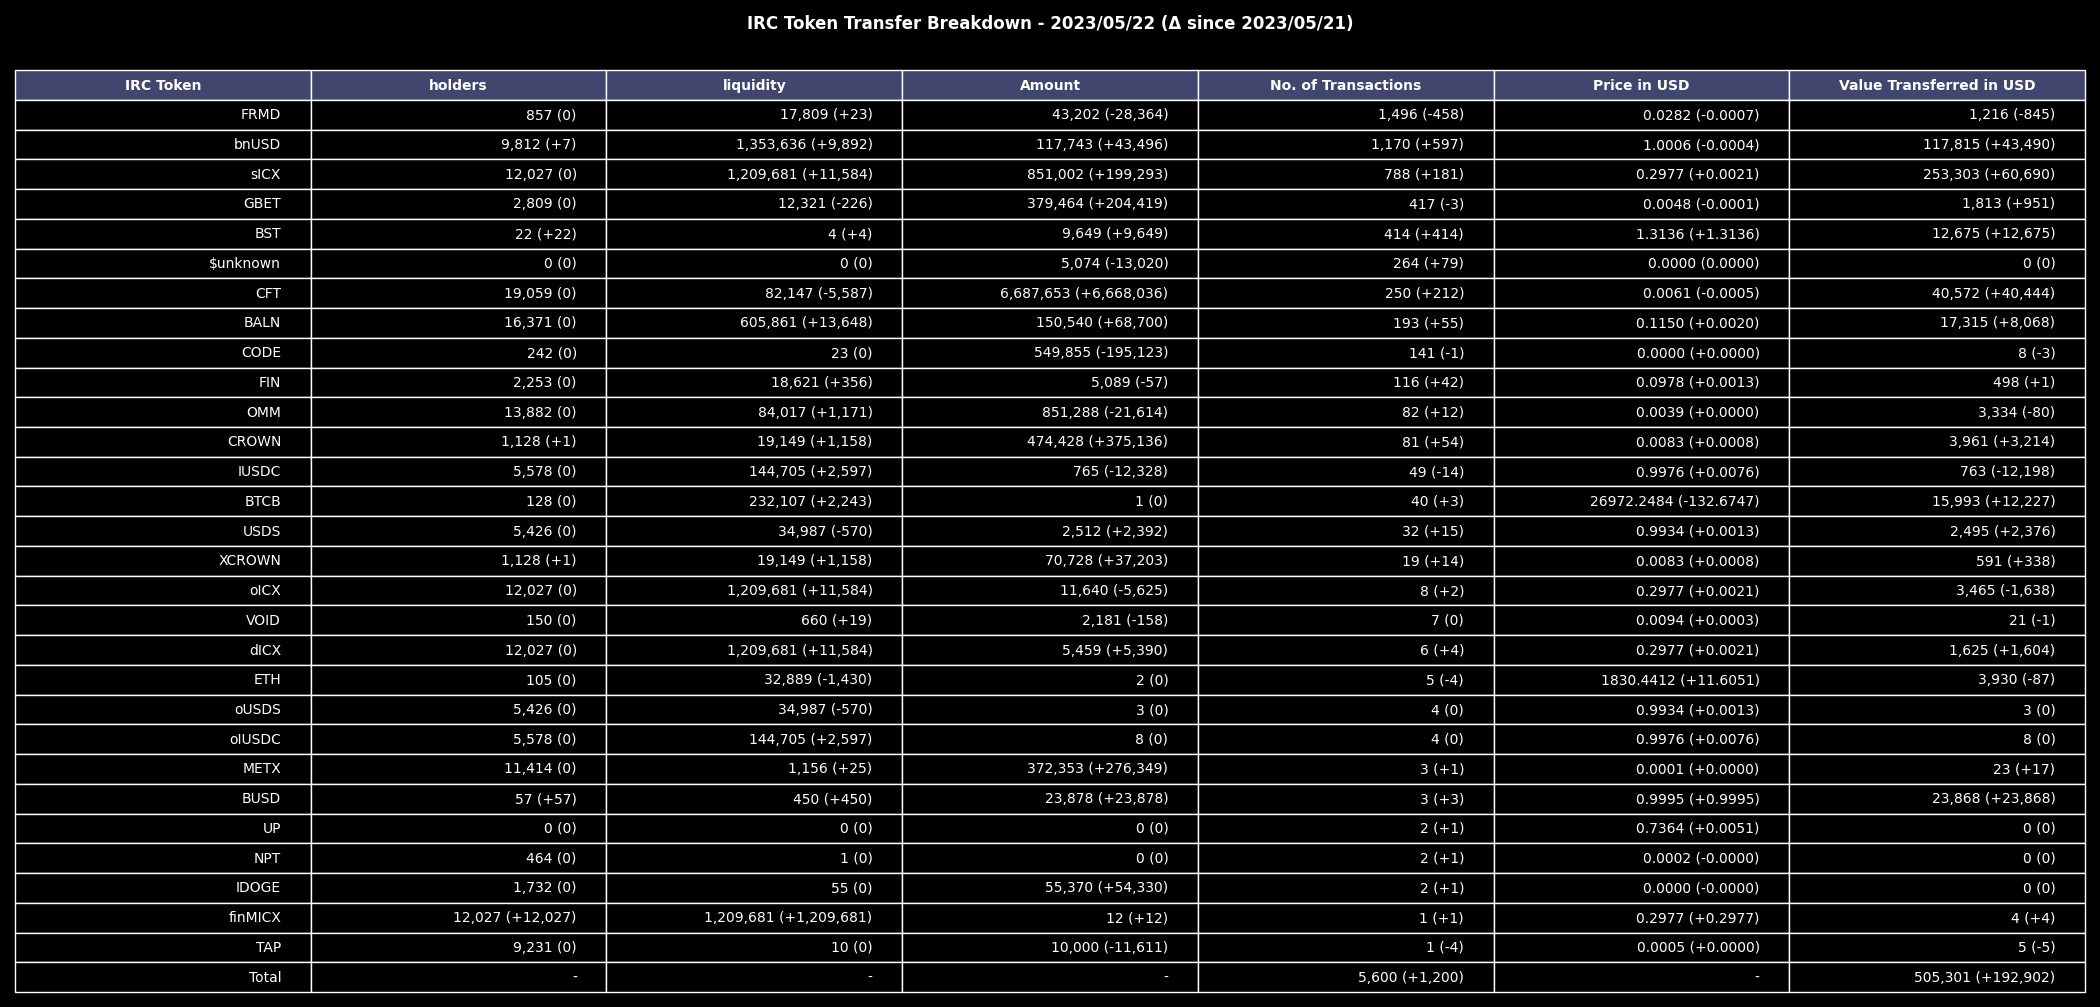 IRC Token Transfer Breakdown - 2023/05/22 (Δ since 2023/05/21)
IRC Token holders liquidity Amount No. of Transactions Price in USD Value Transferred in USD
FRMD 857 (0) 17,809 (+23) 43,202 (-28,364) 1,496 (-458) 0.0282 (-0.0007) 1,216 (-845)
bnUSD 9,812 (+7) 1,353,636 (+9,892) 117,743 (+43,496) 1,170 (+597) 1.0006 (-0.0004) 117,815 (+43,490)
sICX 12,027 (0) 1,209,681 (+11,584) 851,002 (+199,293) 788 (+181) 0.2977 (+0.0021) 253,303 (+60,690)
GBET 2,809 (0) 12,321 (-226) 379,464 (+204,419) 417 (-3) 0.0048 (-0.0001) 1,813 (+951)
BST 22 (+22) 4 (+4) 9,649 (+9,649) 414 (+414) 1.3136 (+1.3136) 12,675 (+12,675)
$unknown 0 (0) 0 (0) 5,074 (-13,020) 264 (+79) 0.0000 (0.0000) 0 (0)
CFT 19,059 (0) 82,147 (-5,587) 6,687,653 (+6,668,036) 250 (+212) 0.0061 (-0.0005) 40,572 (+40,444)
BALN 16,371 (0) 605,861 (+13,648) 150,540 (+68,700) 193 (+55) 0.1150 (+0.0020) 17,315 (+8,068)
CODE 242 (0) 23 (0) 549,855 (-195,123) 141 (-1) 0.0000 (+0.0000) 8 (-3)
FIN 2,253 (0) 18,621 (+356) 5,089 (-57) 116 (+42) 0.0978 (+0.0013) 498 (+1)
OMM 13,882 (0) 84,017 (+1,171) 851,288 (-21,614) 82 (+12) 0.0039 (+0.0000) 3,334 (-80)
CROWN 1,128 (+1) 19,149 (+1,158) 474,428 (+375,136) 81 (+54) 0.0083 (+0.0008) 3,961 (+3,214)
IUSDC 5,578 (0) 144,705 (+2,597) 765 (-12,328) 49 (-14) 0.9976 (+0.0076) 763 (-12,198)
BTCB 128 (0) 232,107 (+2,243) 1 (0) 40 (+3) 26972.2484 (-132.6747) 15,993 (+12,227)
USDS 5,426 (0) 34,987 (-570) 2,512 (+2,392) 32 (+15) 0.9934 (+0.0013) 2,495 (+2,376)
XCROWN 1,128 (+1) 19,149 (+1,158) 70,728 (+37,203) 19 (+14) 0.0083 (+0.0008) 591 (+338)
oICX 12,027 (0) 1,209,681 (+11,584) 11,640 (-5,625) 8 (+2) 0.2977 (+0.0021) 3,465 (-1,638)
VOID 150 (0) 660 (+19) 2,181 (-158) 7 (0) 0.0094 (+0.0003) 21 (-1)
dICX 12,027 (0) 1,209,681 (+11,584) 5,459 (+5,390) 6 (+4) 0.2977 (+0.0021) 1,625 (+1,604)
ETH 105 (0) 32,889 (-1,430) 2 (0) 5 (-4) 1830.4412 (+11.6051) 3,930 (-87)
oUSDS 5,426 (0) 34,987 (-570) 3 (0) 4 (0) 0.9934 (+0.0013) 3 (0)
oIUSDC 5,578 (0) 144,705 (+2,597) 8 (0) 4 (0) 0.9976 (+0.0076) 8 (0)
METX 11,414 (0) 1,156 (+25) 372,353 (+276,349) 3 (+1) 0.0001 (+0.0000) 23 (+17)
BUSD 57 (+57) 450 (+450) 23,878 (+23,878) 3 (+3) 0.9995 (+0.9995) 23,868 (+23,868)
UP 0 (0) 0 (0) 0 (0) 2 (+1) 0.7364 (+0.0051) 0 (0)
NPT 464 (0) 1 (0) 0 (0) 2 (+1) 0.0002 (-0.0000) 0 (0)
IDOGE 1,732 (0) 55 (0) 55,370 (+54,330) 2 (+1) 0.0000 (-0.0000) 0 (0)
finMICX 12,027 (+12,027) 1,209,681 (+1,209,681) 12 (+12) 1 (+1) 0.2977 (+0.2977) 4 (+4)
TAP 9,231 (0) 10 (0) 10,000 (-11,611) 1 (-4) 0.0005 (+0.0000) 5 (-5)
Total - - - 5,600 (+1,200) - 505,301 (+192,902)